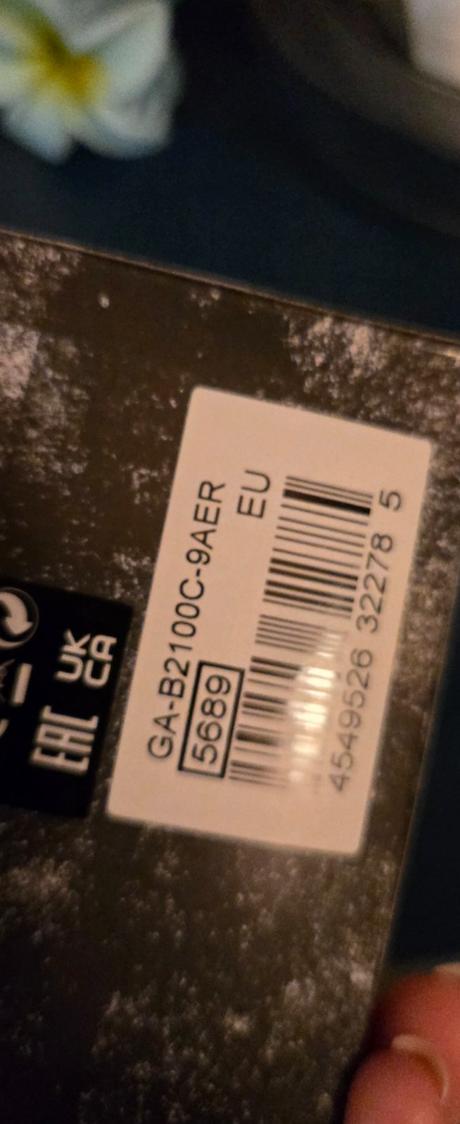 GA-B2100C-9AER
5689
EU
4549526 32278 5
UK
CA
EAC